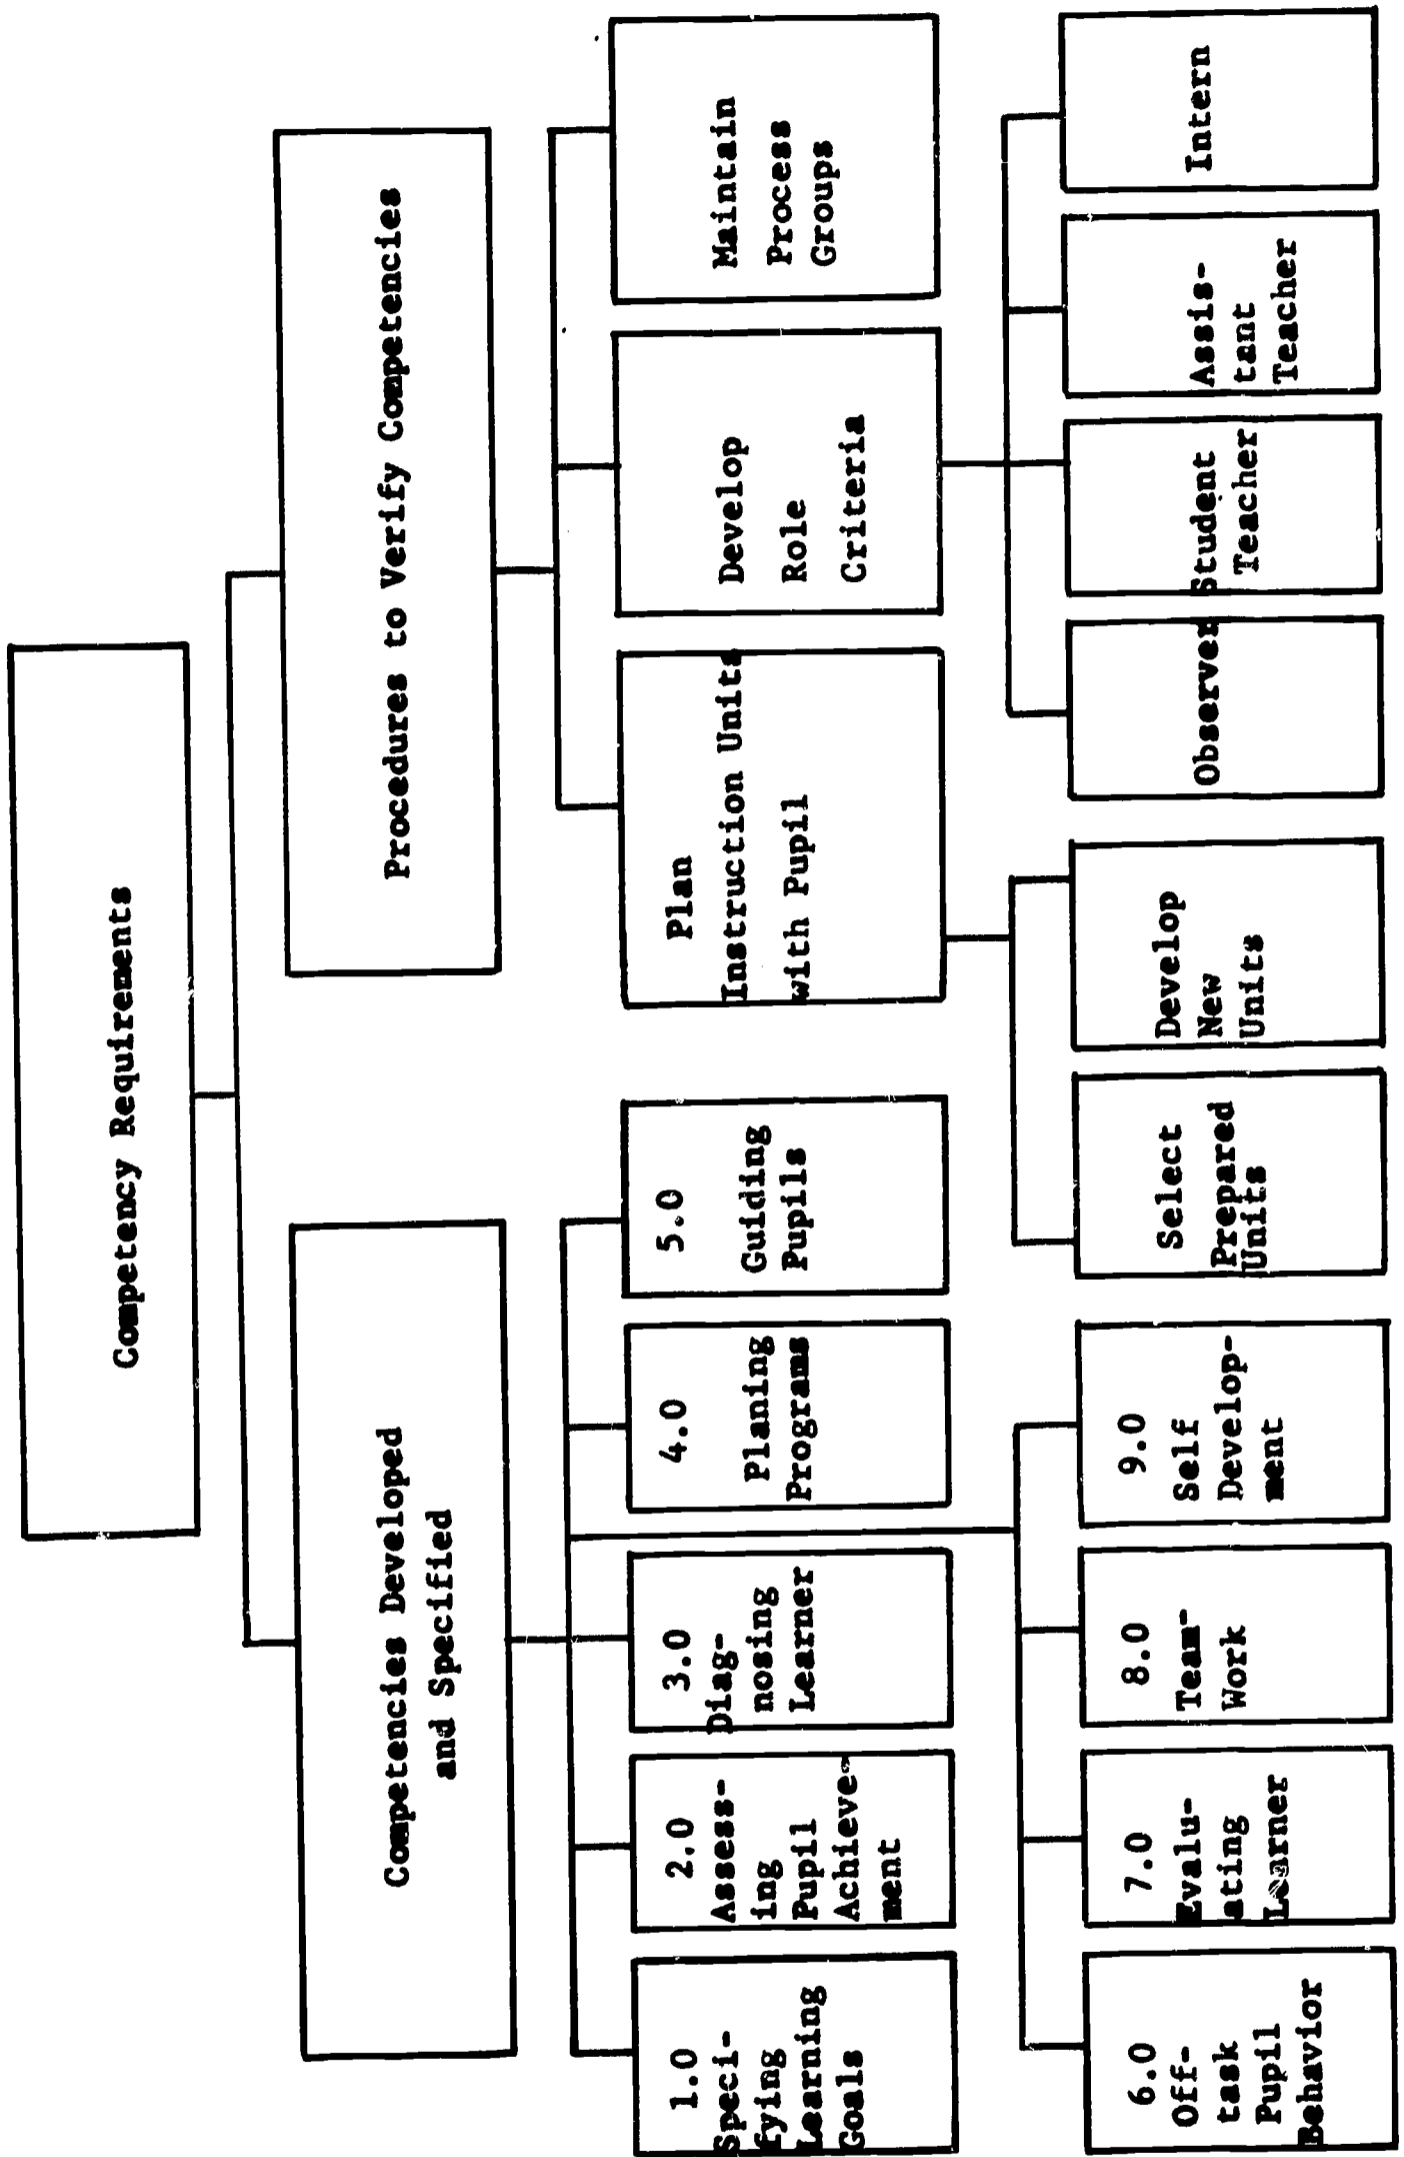 Competency Requirements
Competencies Developed
and Specified
Procedures to Verify Competencies
1.0
Speci-
fying
Learning
Goals
2.0
Assess-
ing
Pupil
Achieve-
ment
3.0
Diag-
nosing
Learner
4.0
Planing
Programs
5.0
Guiding
Pupils
Plan
Instruction Units
with Pupil
Develop
Role
Criteria
Maintain
Process
Groups
6.0
Off-
task
Pupil
Behavior
7.0
Evalu-
ating
Learner
8.0
Team-
Work
9.0
Self
Develop-
ment
Select
Prepared
Units
Develop
New
Units
Observer
Student
Teacher
Assis-
tant
Teacher
Intern